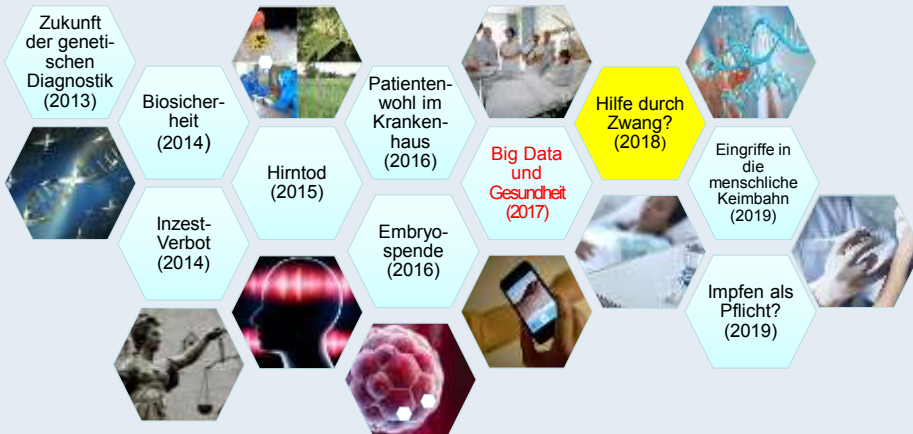 Zukunft
der geneti-
schen
Diagnostik
(2013)
Biosicher-
heit
(2014)
Inzest-
Verbot
(2014)
Hirntod
(2015)
Patienten-
wohl im
Kranken-
haus
(2016)
Embryo-
spende
(2016)
Big Data
und
Gesundheit
(2017)
Hilfe durch
Zwang?
(2018)
Eingriffe in
die
menschliche
Keimbahn
(2019)
Impfen als
Pflicht?
(2019)